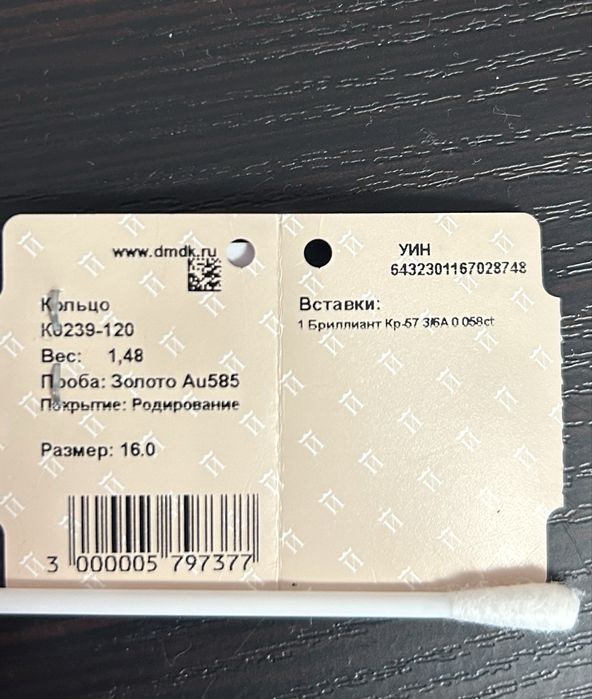 www.dmdk.ru
Кольцо
К0239-120
Вес: 1,48
Проба: Золото Au585
Покрытие: Родирование
Размер: 16.0
3 000005 797377
УИН
6432301167028748
Вставки:
1 Бриллиант Кр-57 3/6А 0.058ct